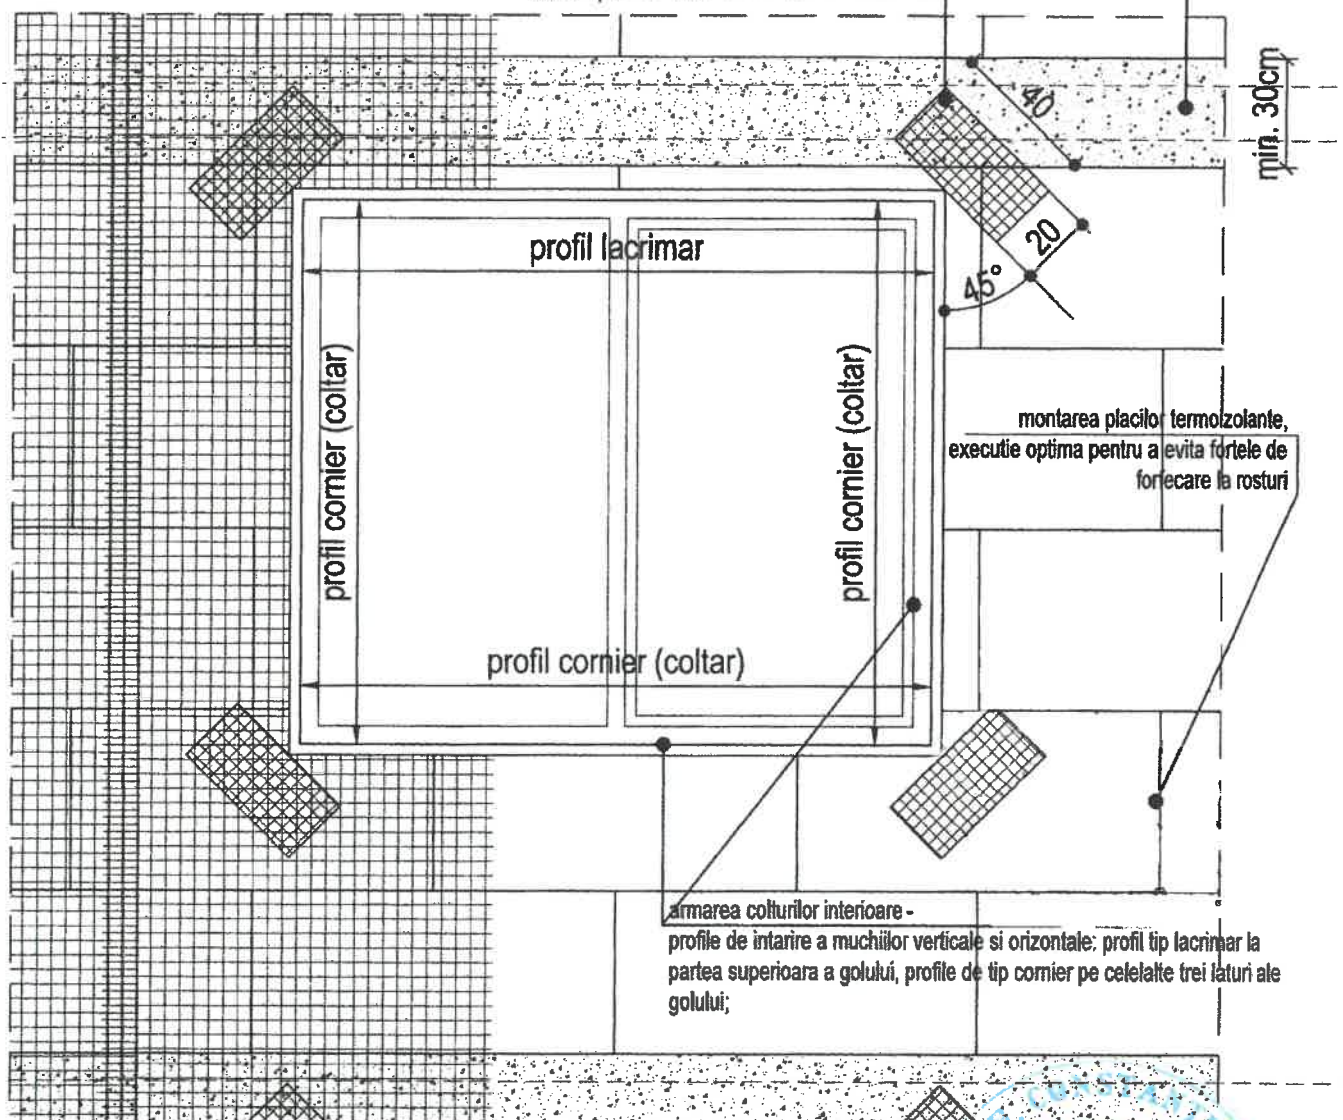 40
min. 30cm
20
45°
profil lacrimar
profil cornier (coltar)
profil cornier (coltar)
montarea placilor termoizolante,
executie optima pentru a evita fortele de
forfecare la rosturi
profil cornier (coltar)
armarea colturilor interioare -
profile de intarire a muchiilor verticale si orizontale: profil tip lacrimar la
partea superioara a golului, profile de tip cornier pe celelalte trei laturi ale
golului;
CONSTANT